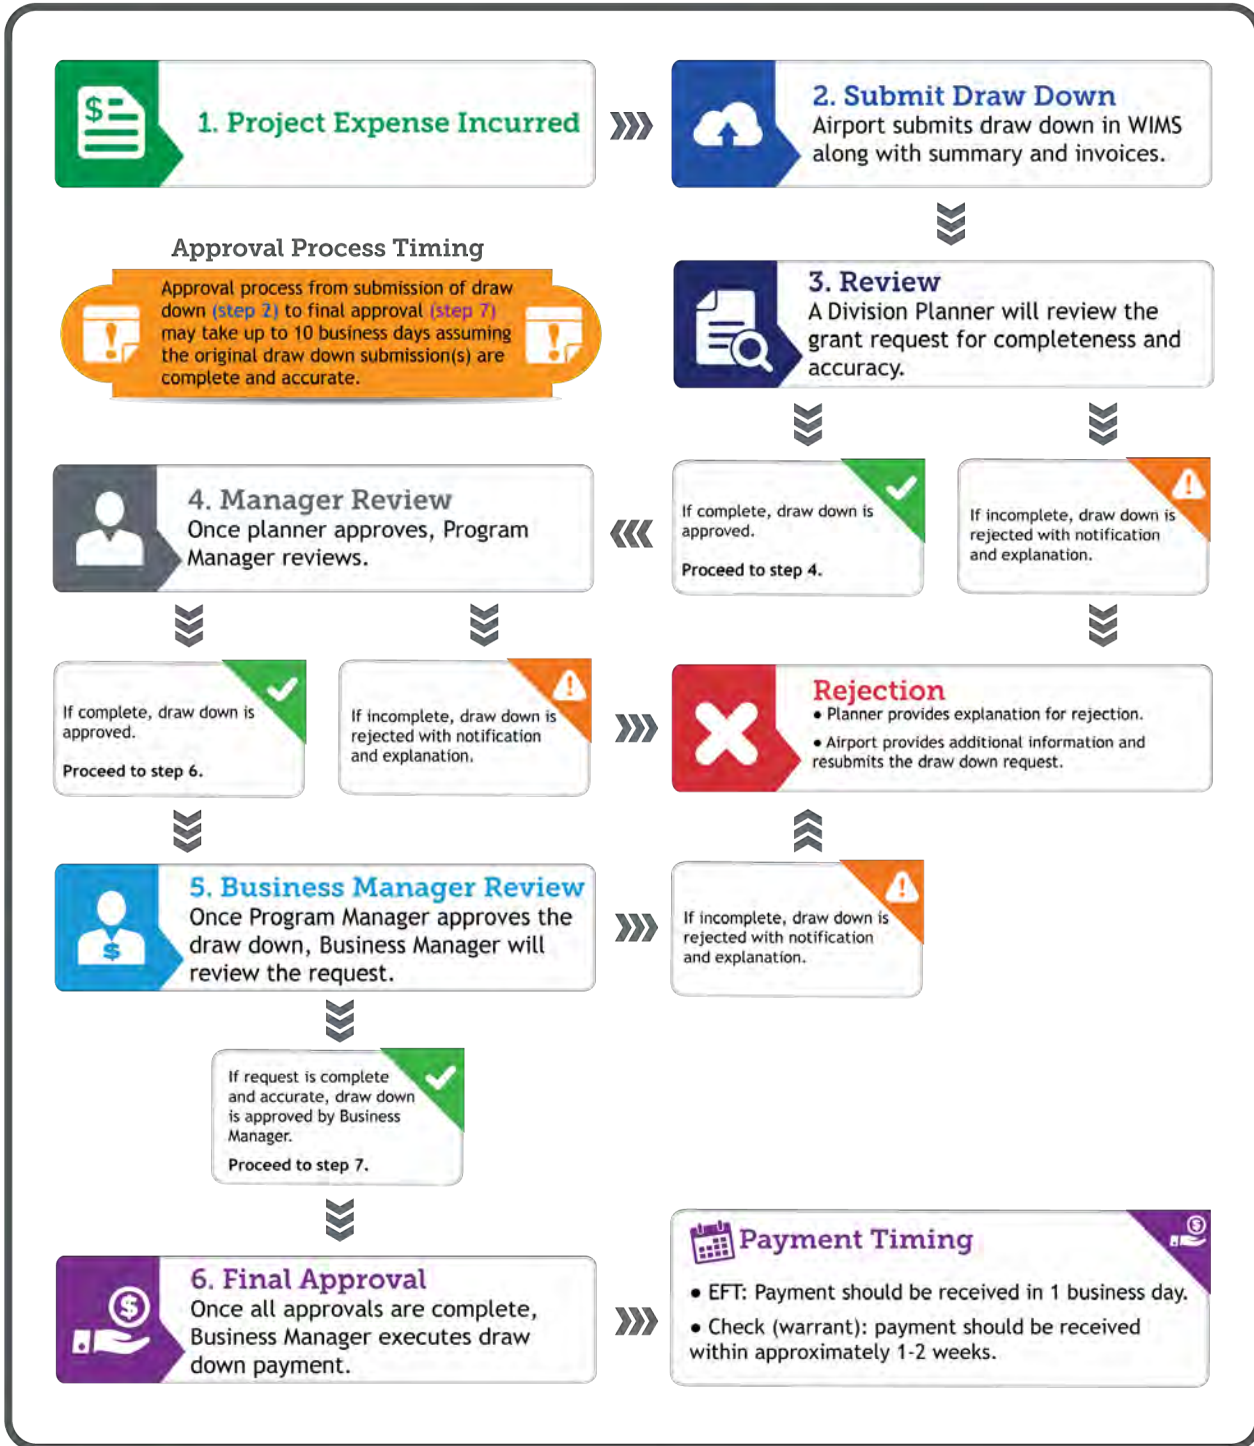 1. Project Expense Incurred
2. Submit Draw Down
Airport submits draw down in WIMS
along with summary and invoices.
Approval Process Timing
Approval process from submission of draw
down (step 2) to final approval (step 7)
may take up to 10 business days assuming
the original draw down submission(s) are
complete and accurate.
3. Review
A Division Planner will review the
grant request for completeness and
accuracy.
If complete, draw down is
approved.
Proceed to step 4.
If incomplete, draw down is
rejected with notification
and explanation.
4. Manager Review
Once planner approves, Program
Manager reviews.
If complete, draw down is
approved.
Proceed to step 6.
If incomplete, draw down is
rejected with notification
and explanation.
Rejection
• Planner provides explanation for rejection.
• Airport provides additional information and
resubmits the draw down request.
5. Business Manager Review
Once Program Manager approves the
draw down, Business Manager will
review the request.
If incomplete, draw down is
rejected with notification
and explanation.
If request is complete
and accurate, draw down
is approved by Business
Manager.
Proceed to step 7.
6. Final Approval
Once all approvals are complete,
Business Manager executes draw
down payment.
Payment Timing
• EFT: Payment should be received in 1 business day.
• Check (warrant): payment should be received
within approximately 1-2 weeks.